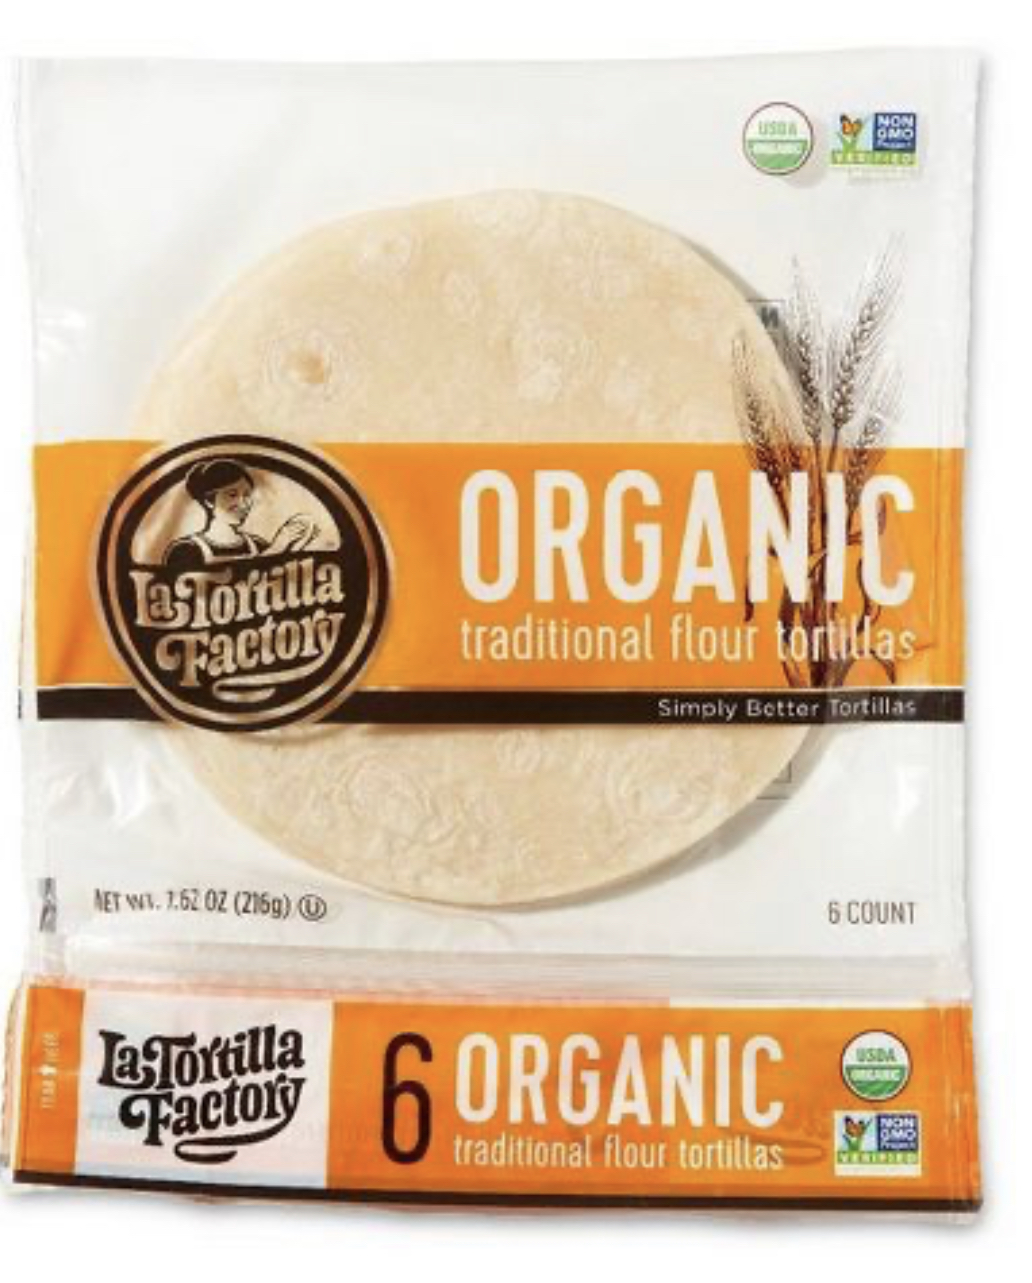 USDA
ORGANIC
NON
GMO
Project
VERIFIED
ORGANIC
La Tortilla
Factory
traditional flour tortillas
Simply Better Tortillas
NET WT. 7.62 OZ (216g) U
6 COUNT
La Tortilla
Factory
6 ORGANIC
traditional flour tortillas
USDA
ORGANIC
NON
GMO
Project
VERIFIED